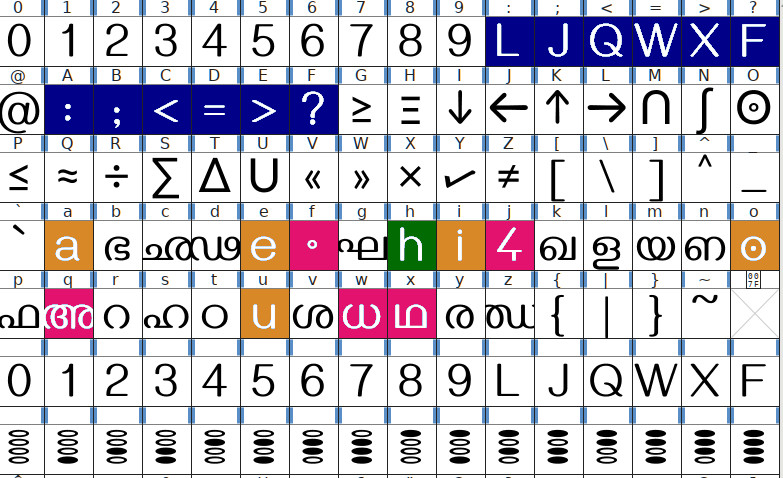 0 1 2 3 4 5 6 7 8 9 : ; < = > ?
0 1 2 3 4 5 6 7 8 9 L J Q W X F
@ A B C D E F G H I J K L M N O
@ : ; < = > ? ≥ Ξ ↓ ← ↑ → ∩ ∫ ⊙
P Q R S T U V W X Y Z [ \ ] ^ _
≤ ≈ ÷ ∑ Δ U « » × ✓ ≠ [ \ ] ^ _
` a b c d e f g h i j k l m n o
` a ഭ ഛ e ° ഘ h i ഖ ള യ ണ ⊙
p q r s t u v w x y z { | } ~ 007F
ഫ അ റ ഹ ഠ u ശ ധ ഥ ര ഝ { | } ~
0 1 2 3 4 5 6 7 8 9 L J Q W X F